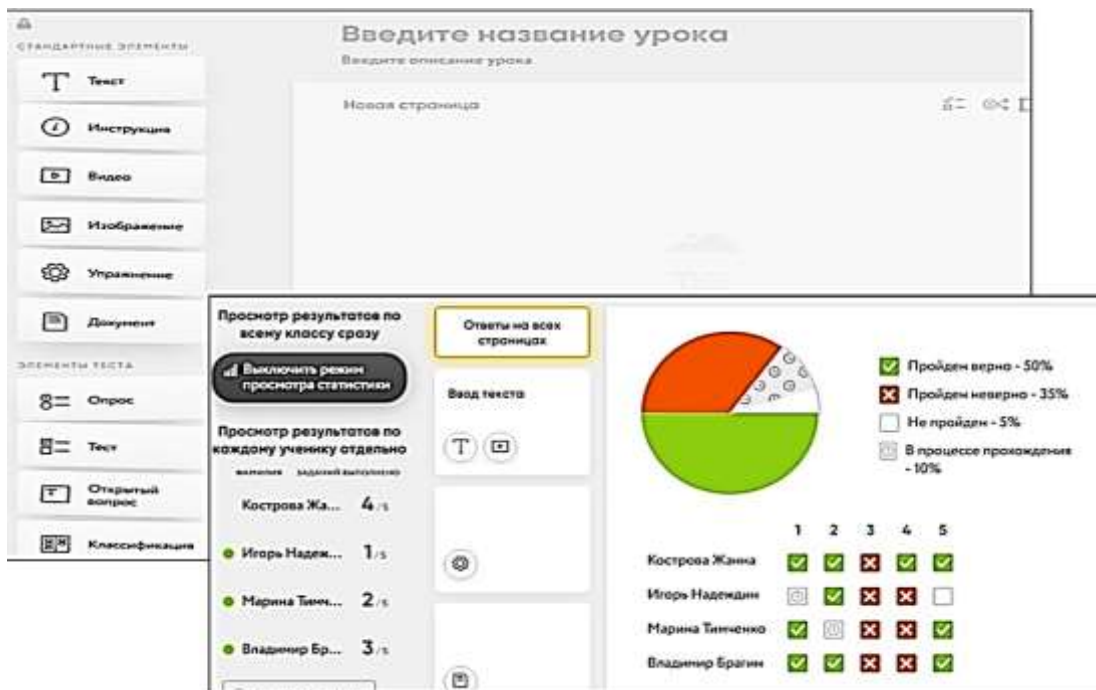 СТАНДАРТНЫЕ ЭЛЕМЕНТЫ
Текст
Инструкция
Видео
Изображение
Упражнение
Документ
ЭЛЕМЕНТЫ ТЕСТА
Опрос
Тест
Открытый
вопрос
Классификация
Введите название урока
Введите описание урока
Новая страница
Просмотр результатов по
всему классу сразу
Выключить режим
просмотра статистики
Просмотр результатов по
каждому ученику отдельно
ФАМИЛИЯ ЗАДАНИЙ ВЫПОЛНЕНО
Кострова Жа... 4/5
Игорь Надеж... 1/5
Марина Тимч... 2/5
Владимир Бр... 3/5
Ответы на всех
страницах
Ввод текста
Пройден верно - 50%
Пройден неверно - 35%
Не пройден - 5%
В процессе прохождения
- 10%
1 2 3 4 5
Кострова Жанна
Игорь Надеждин
Марина Тимченко
Владимир Брагин